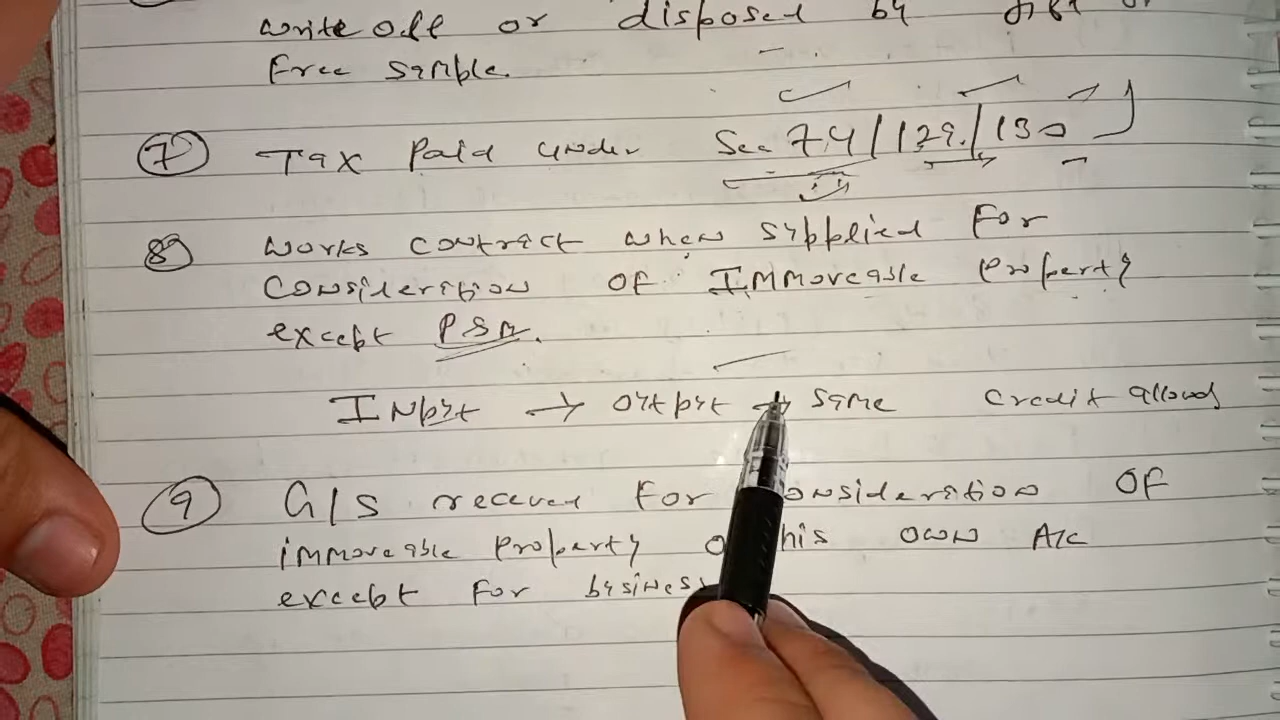 write off or disposed by gift or
free sample.
7 Tax Paid under Sec 74/129/130
8 Works contract when supplied For
Consideration OF Immoveable Property
except P&M.
Input → output → same credit allowed
9 G/S received For consideration OF
immoveable Property on his own A/c
except for business